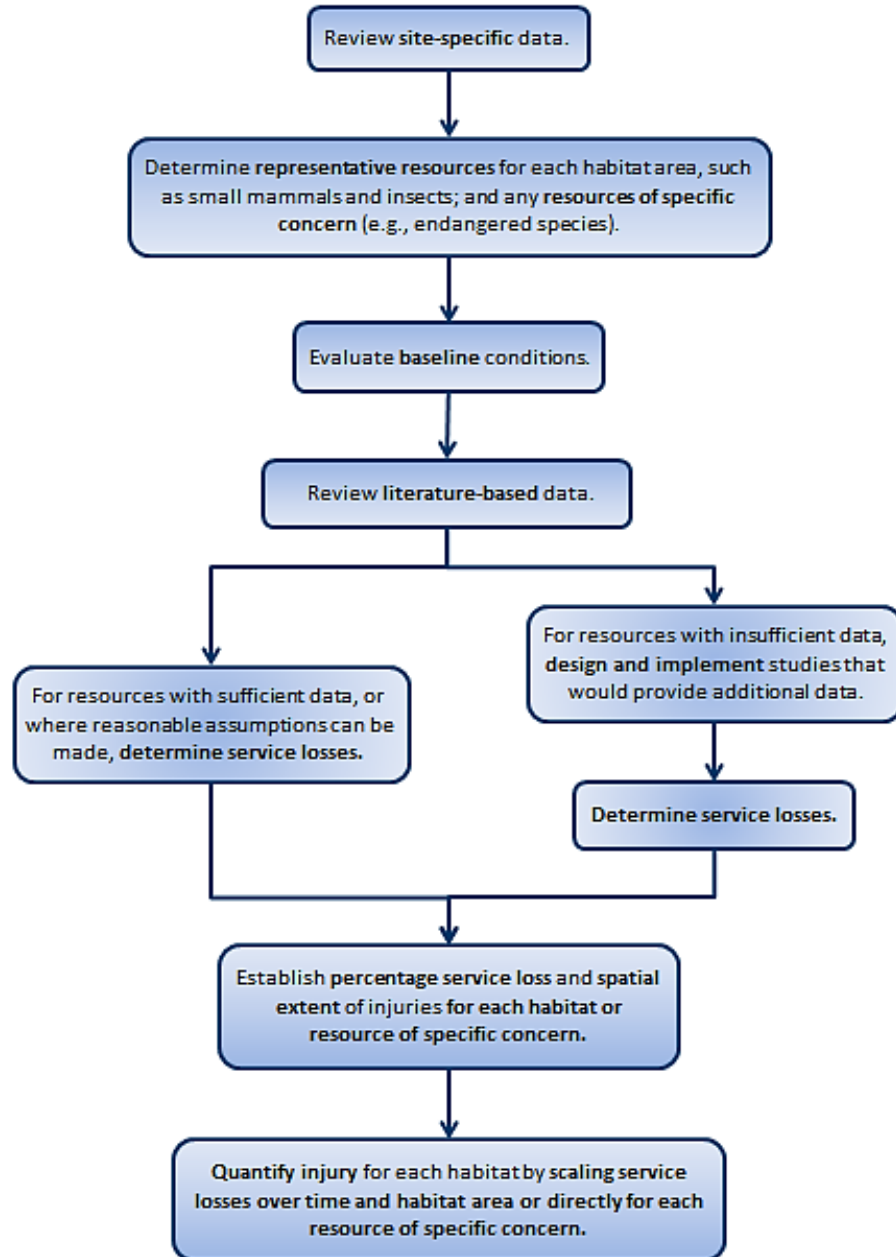 Review site-specific data.
Determine representative resources for each habitat area, such
as small mammals and insects; and any resources of specific
concern (e.g., endangered species).
Evaluate baseline conditions.
Review literature-based data.
For resources with sufficient data, or
where reasonable assumptions can be
made, determine service losses.
For resources with insufficient data,
design and implement studies that
would provide additional data.
Determine service losses.
Establish percentage service loss and spatial
extent of injuries for each habitat or
resource of specific concern.
Quantify injury for each habitat by scaling service
losses over time and habitat area or directly for each
resource of specific concern.